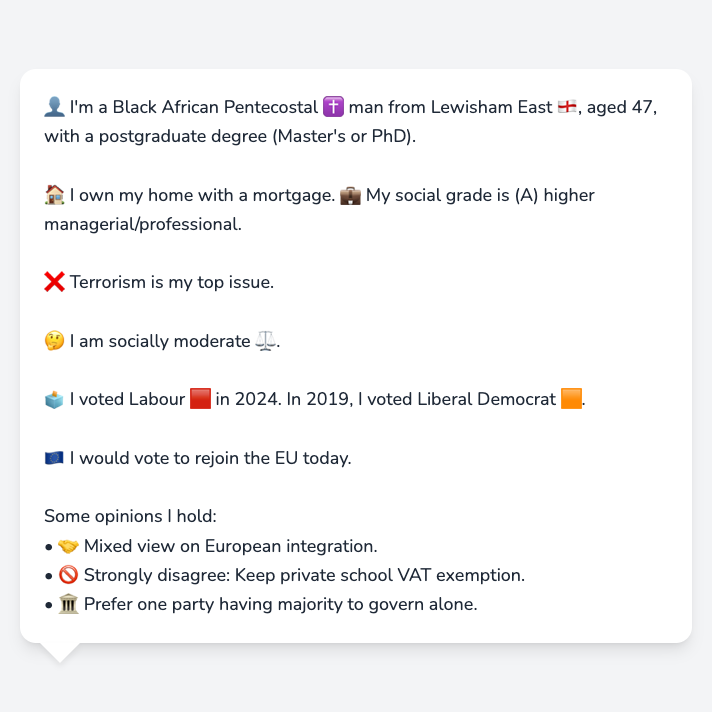 👤 I'm a Black African Pentecostal ✝️ man from Lewisham East 🏴󠁧󠁢󠁥󠁮󠁧󠁿, aged 47,
with a postgraduate degree (Master's or PhD).
🏠 I own my home with a mortgage. 💼 My social grade is (A) higher
managerial/professional.
❌ Terrorism is my top issue.
🤔 I am socially moderate ⚖️.
🗳️ I voted Labour 🟥 in 2024. In 2019, I voted Liberal Democrat 🟧.
🇪🇺 I would vote to rejoin the EU today.
Some opinions I hold:
• 🤝 Mixed view on European integration.
• 🚫 Strongly disagree: Keep private school VAT exemption.
• 🏛️ Prefer one party having majority to govern alone.